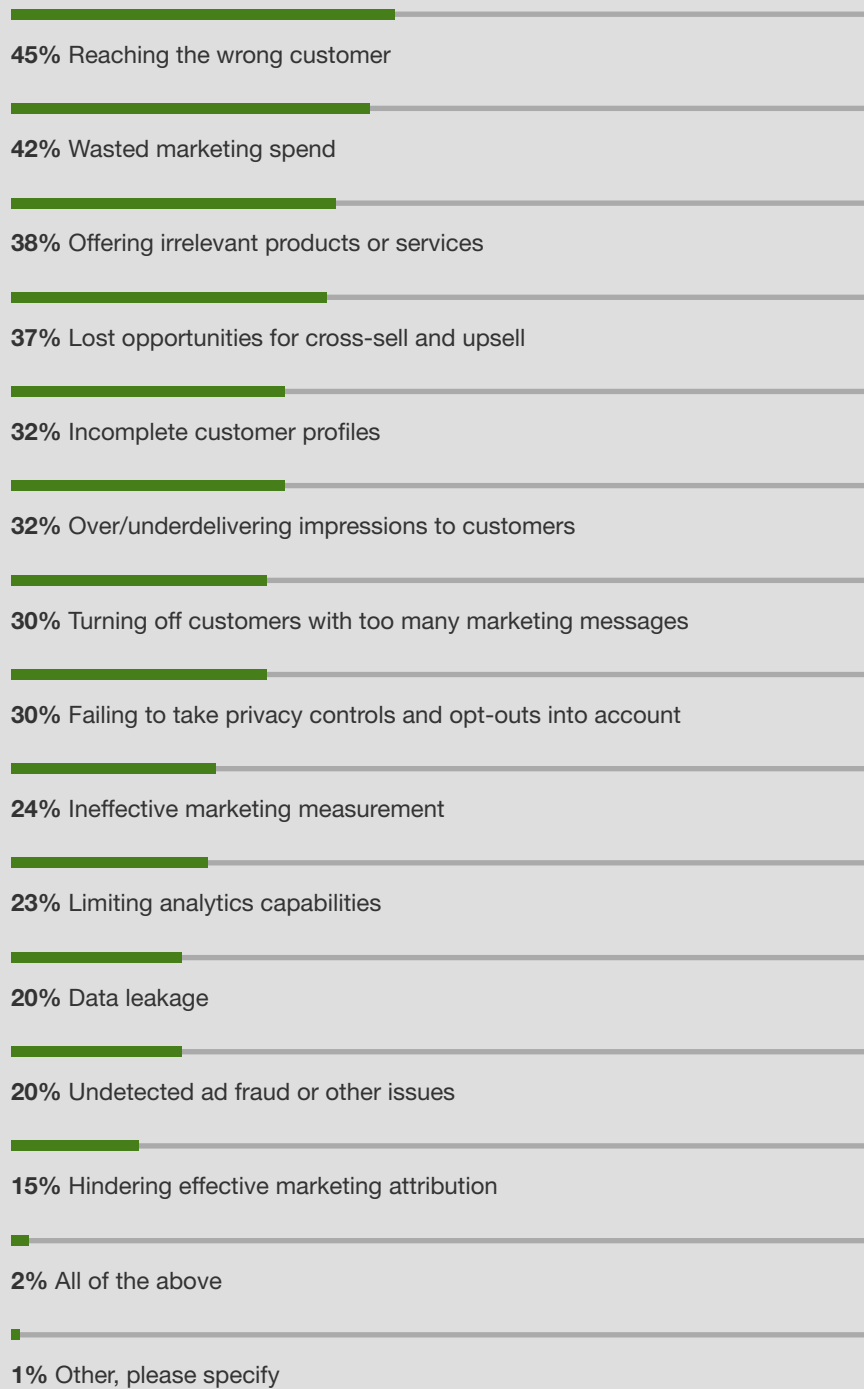 45% Reaching the wrong customer
42% Wasted marketing spend
38% Offering irrelevant products or services
37% Lost opportunities for cross-sell and upsell
32% Incomplete customer profiles
32% Over/underdelivering impressions to customers
30% Turning off customers with too many marketing messages
30% Failing to take privacy controls and opt-outs into account
24% Ineffective marketing measurement
23% Limiting analytics capabilities
20% Data leakage
20% Undetected ad fraud or other issues
15% Hindering effective marketing attribution
2% All of the above
1% Other, please specify